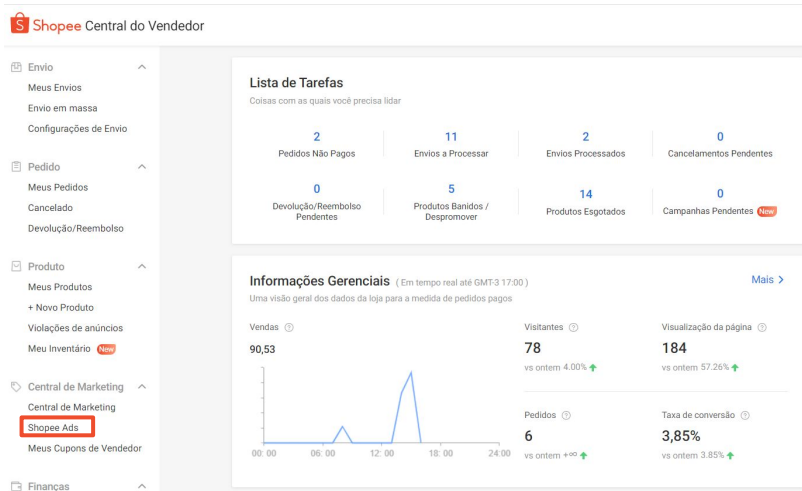 Shopee Central do Vendedor
Envio
Meus Envios
Envio em massa
Configurações de Envio
Pedido
Meus Pedidos
Cancelado
Devolução/Reembolso
Produto
Meus Produtos
+ Novo Produto
Violações de anúncios
Meu Inventário New
Central de Marketing
Central de Marketing
Shopee Ads
Meus Cupons de Vendedor
Finanças
Lista de Tarefas
Coisas com as quais você precisa lidar
2
Pedidos Não Pagos
11
Envios a Processar
2
Envios Processados
0
Cancelamentos Pendentes
0
Devolução/Reembolso
Pendentes
5
Produtos Banidos /
Despromover
14
Produtos Esgotados
0
Campanhas Pendentes New
Informações Gerenciais ( Em tempo real até GMT-3 17:00 )
Mais >
Uma visão geral dos dados da loja para a medida de pedidos pagos
Vendas
90,53
00: 00 06: 00 12: 00 18: 00 24:00
Visitantes
78
vs ontem 4.00%
Visualização da página
184
vs ontem 57.26%
Pedidos
6
vs ontem +∞
Taxa de conversão
3,85%
vs ontem 3.85%